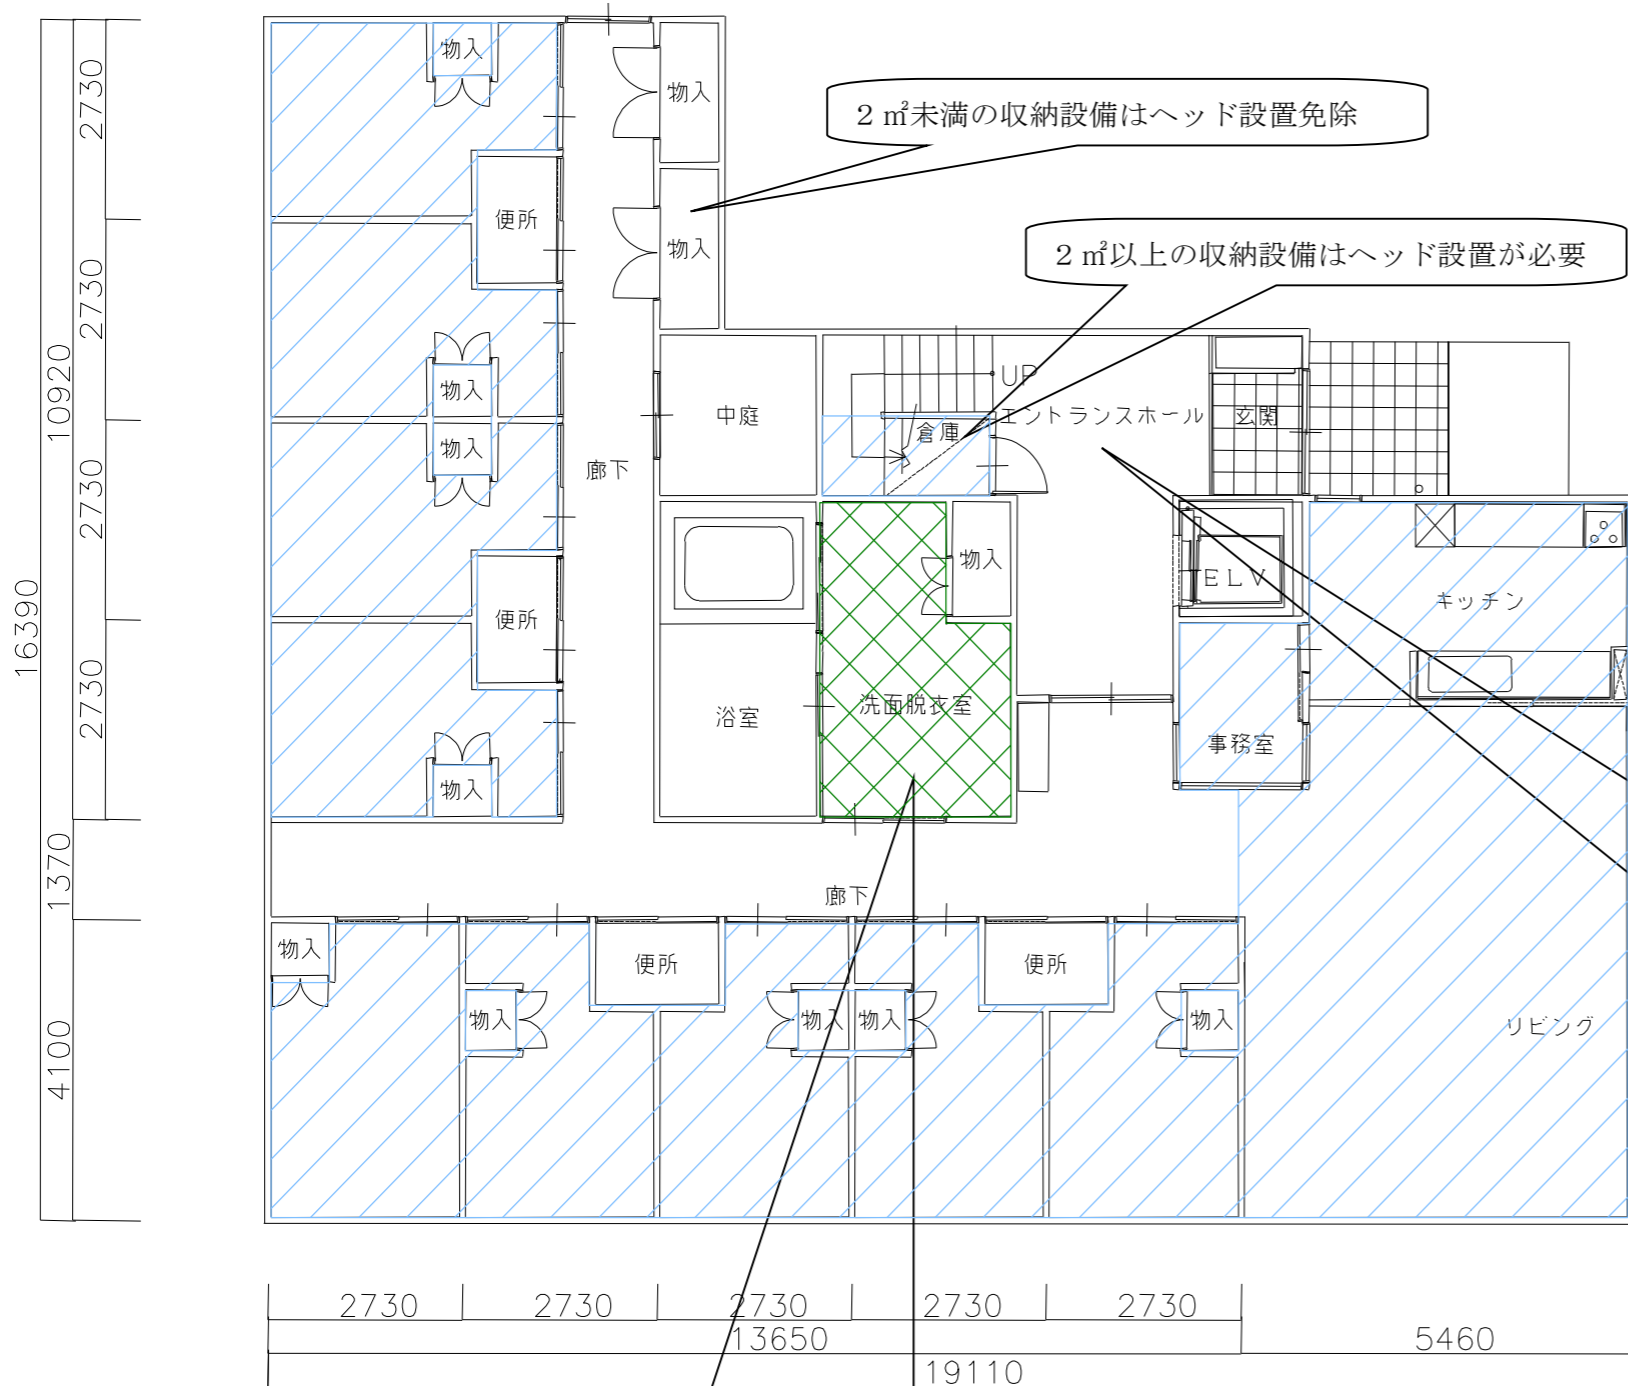 物入
2730
物入
2㎡未満の収納設備はヘッド設置免除
便所
物入
2㎡以上の収納設備はヘッド設置が必要
2730
10920
UP
物入
中庭
倉庫
エントランスホール
玄関
物入
廊下
2730
物入
ELV
キッチン
16390
便所
2730
浴室
洗面脱衣室
事務室
物入
1370
廊下
物入
便所
便所
物入
物入
物入
物入
リビング
4100
2730
2730
2730
2730
2730
13650
5460
19110